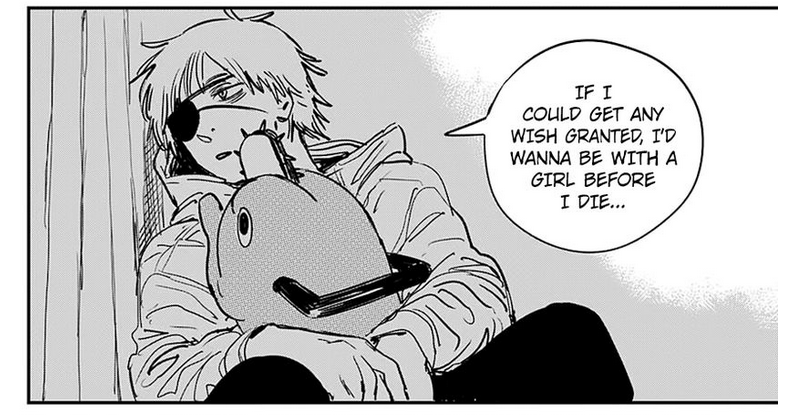 IF I
COULD GET ANY
WISH GRANTED, I'D
WANNA BE WITH A
GIRL BEFORE
I DIE...